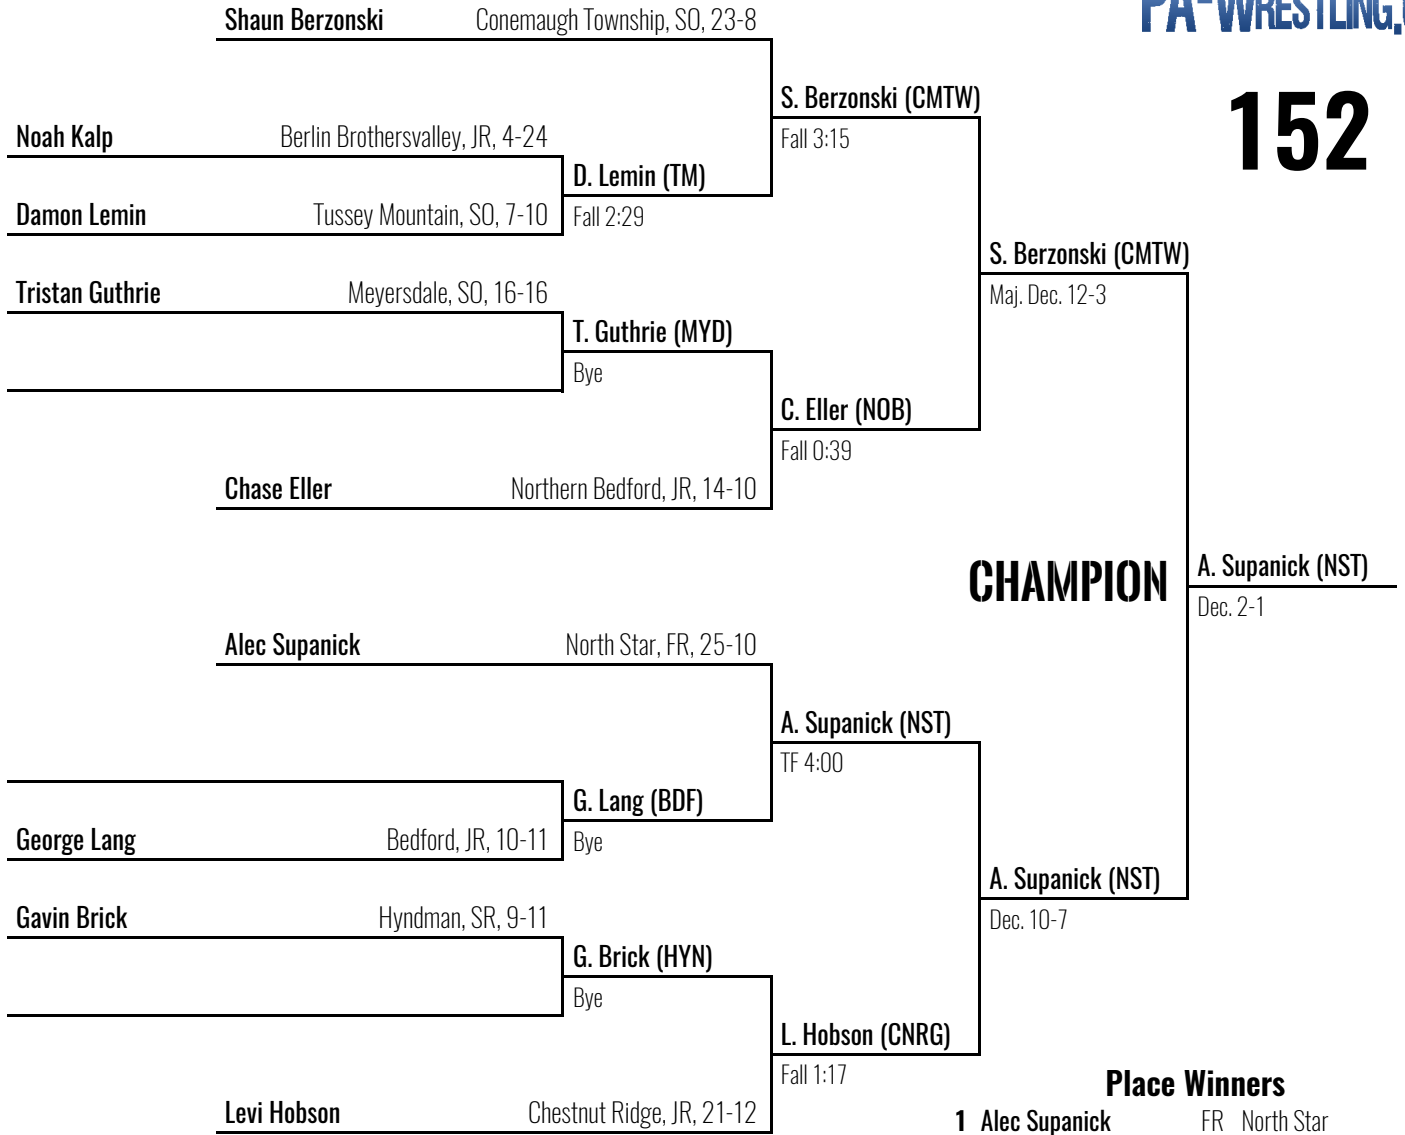 Shaun Berzonski Conemaugh Township, SO, 23-8
PA-WRESTLING.
152
S. Berzonski (CMTW)
Fall 3:15
Noah Kalp Berlin Brothersvalley, JR, 4-24
D. Lemin (TM)
Fall 2:29
Damon Lemin Tussey Mountain, SO, 7-10
S. Berzonski (CMTW)
Maj. Dec. 12-3
Tristan Guthrie Meyersdale, SO, 16-16
T. Guthrie (MYD)
Bye
C. Eller (NOB)
Fall 0:39
Chase Eller Northern Bedford, JR, 14-10
CHAMPION
A. Supanick (NST)
Dec. 2-1
Alec Supanick North Star, FR, 25-10
A. Supanick (NST)
TF 4:00
G. Lang (BDF)
Bye
George Lang Bedford, JR, 10-11
A. Supanick (NST)
Dec. 10-7
Gavin Brick Hyndman, SR, 9-11
G. Brick (HYN)
Bye
L. Hobson (CNRG)
Fall 1:17
Levi Hobson Chestnut Ridge, JR, 21-12
Place Winners
1 Alec Supanick FR North Star